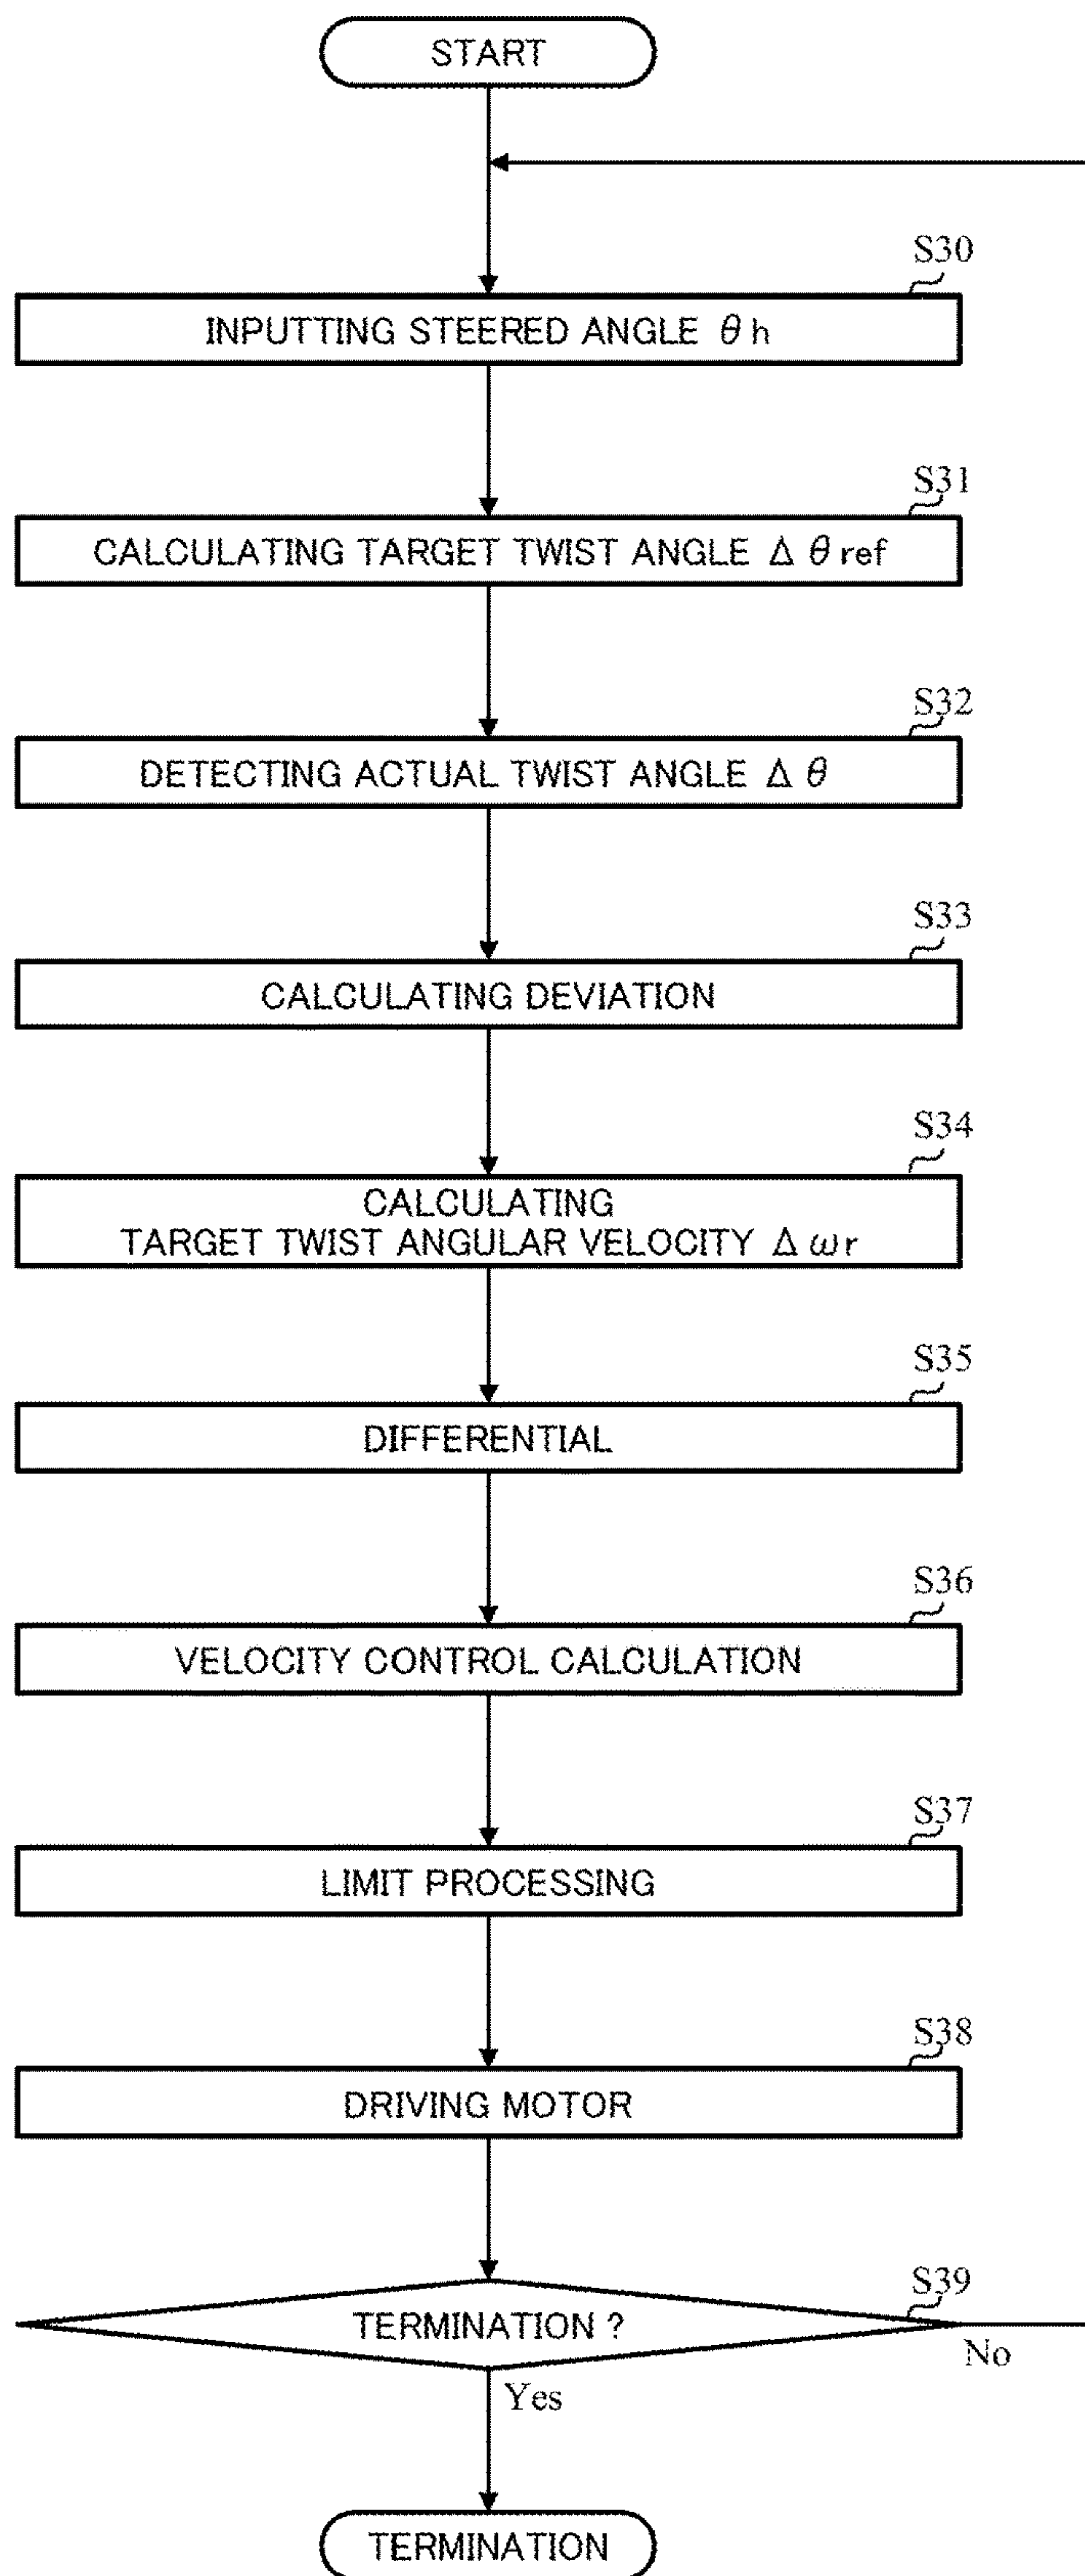 START
S30
INPUTTING STEERED ANGLE θh
S31
CALCULATING TARGET TWIST ANGLE Δθref
S32
DETECTING ACTUAL TWIST ANGLE Δθ
S33
CALCULATING DEVIATION
S34
CALCULATING
TARGET TWIST ANGULAR VELOCITY Δωr
S35
DIFFERENTIAL
S36
VELOCITY CONTROL CALCULATION
S37
LIMIT PROCESSING
S38
DRIVING MOTOR
S39
TERMINATION ?
No
Yes
TERMINATION